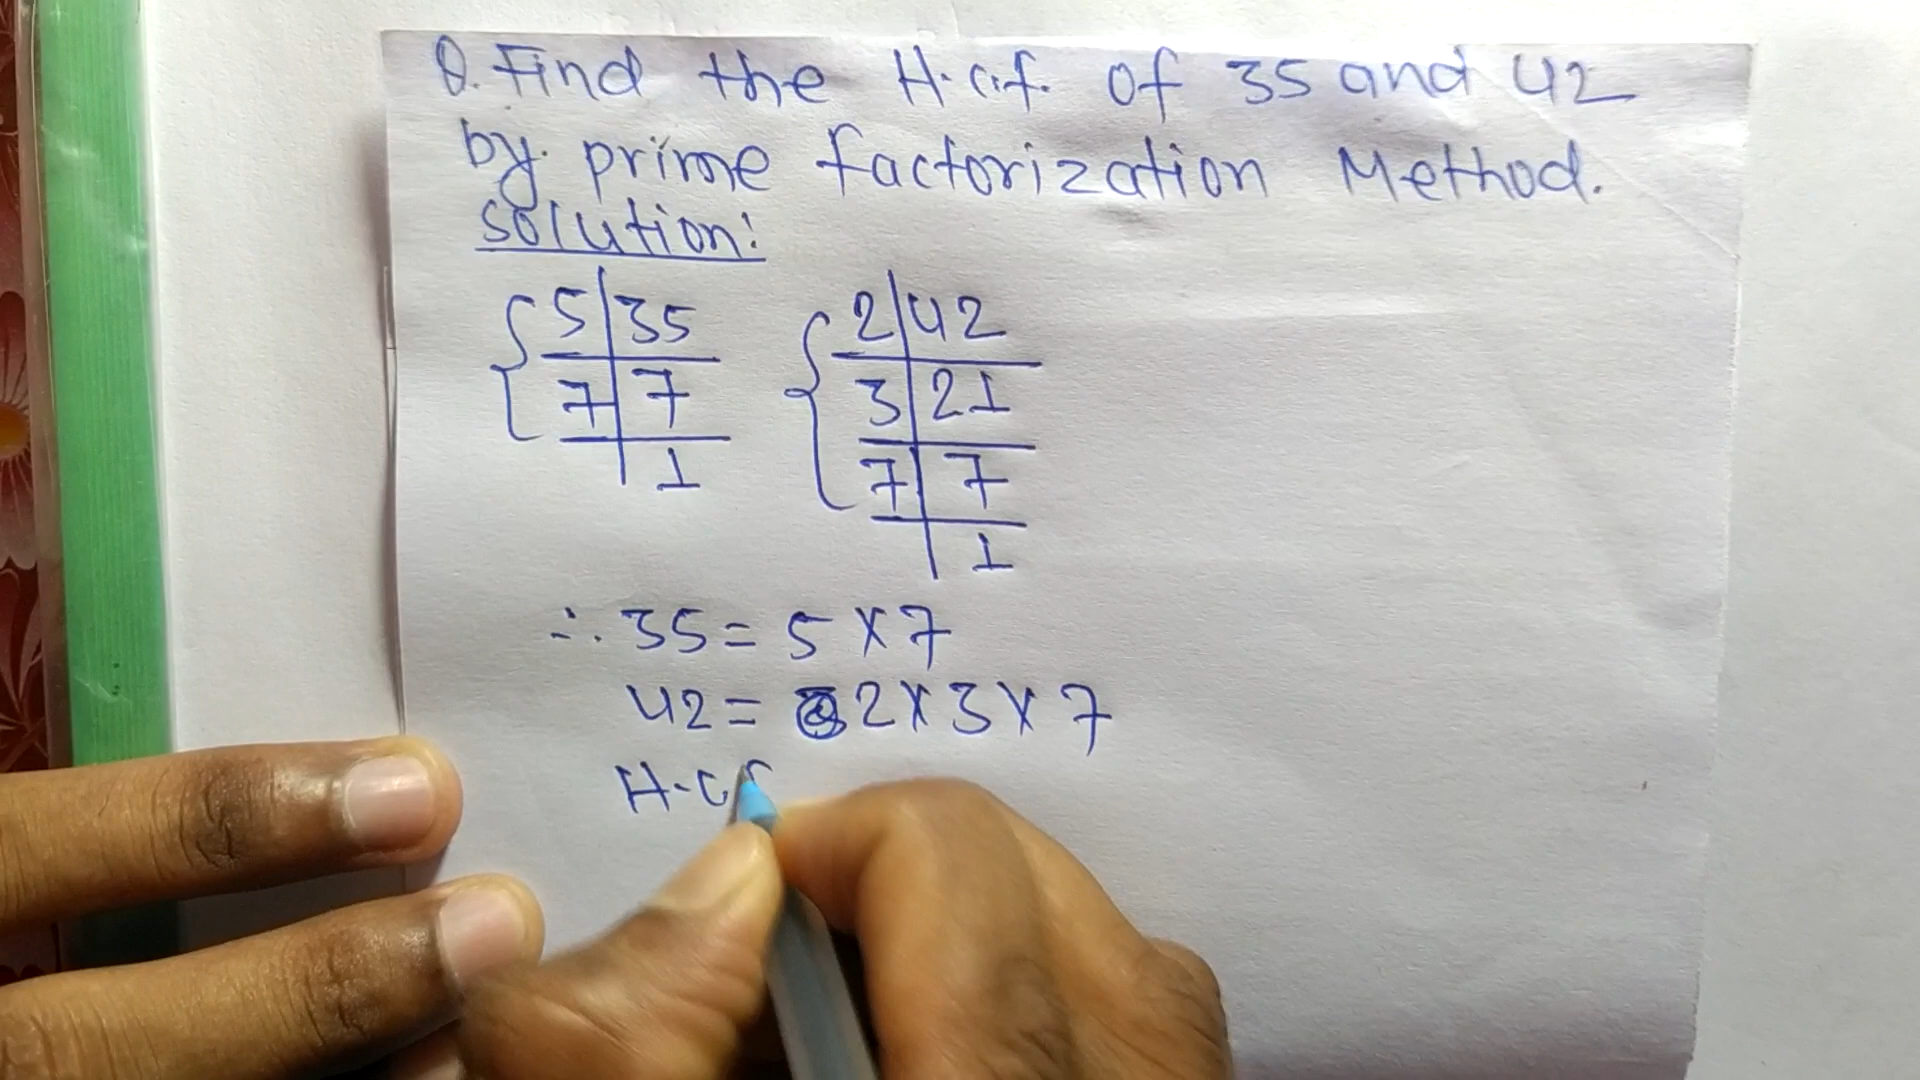 Q. Find the H.C.f. of 35 and 42
by prime factorization Method.
Solution:
5 35
7 7
1
2 42
3 21
7 7
1
∴ 35 = 5 × 7
42 = 2 × 3 × 7
H.C.f